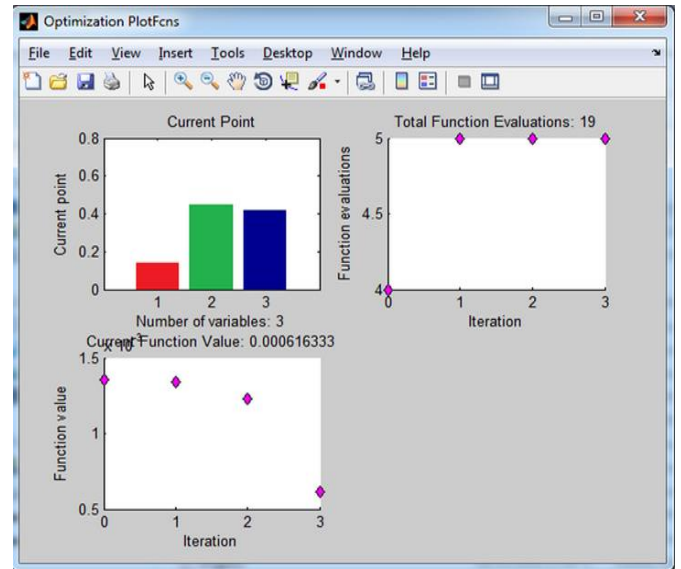 Optimization PlotFcns
File Edit View Insert Tools Desktop Window Help
Current Point
0.8
0.6
0.4
0.2
0
Current point
1 2 3
Number of variables: 3
Total Function Evaluations: 19
5
4.5
4
Function evaluations
0 1 2 3
Iteration
Current Function Value: 0.000616333
x 10
1.5
1
0.5
Function value
0 1 2 3
Iteration